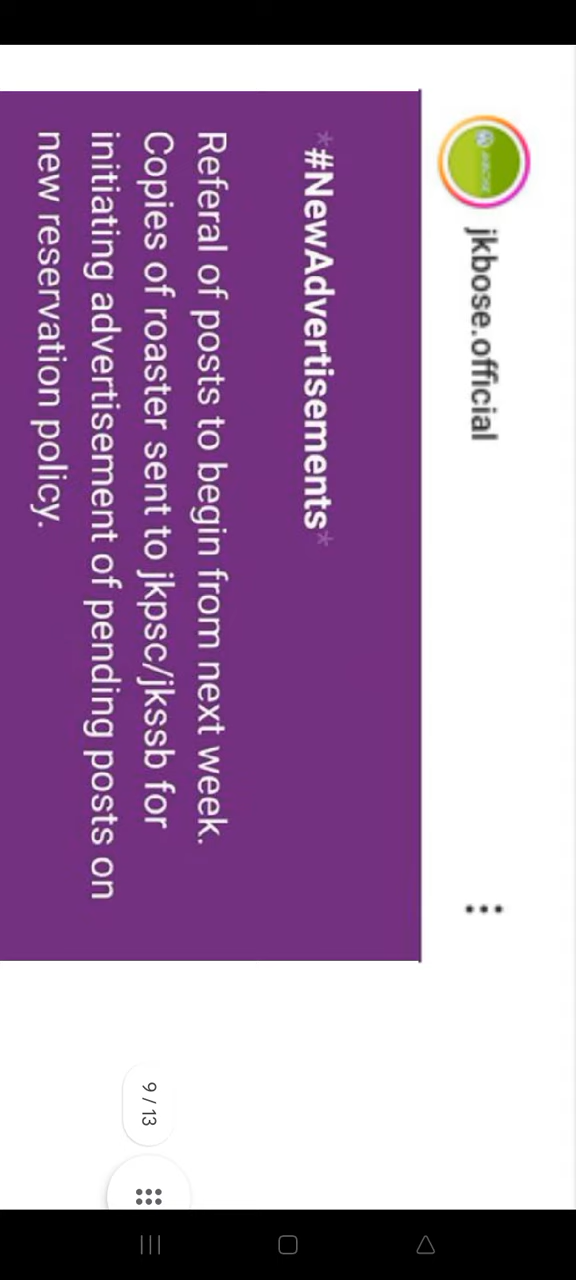 jkbose.official
*#NewAdvertisements*
Referal of posts to begin from next week.
Copies of roaster sent to jkpsc/jkssb for
initiating advertisement of pending posts on
new reservation policy.
9 / 13